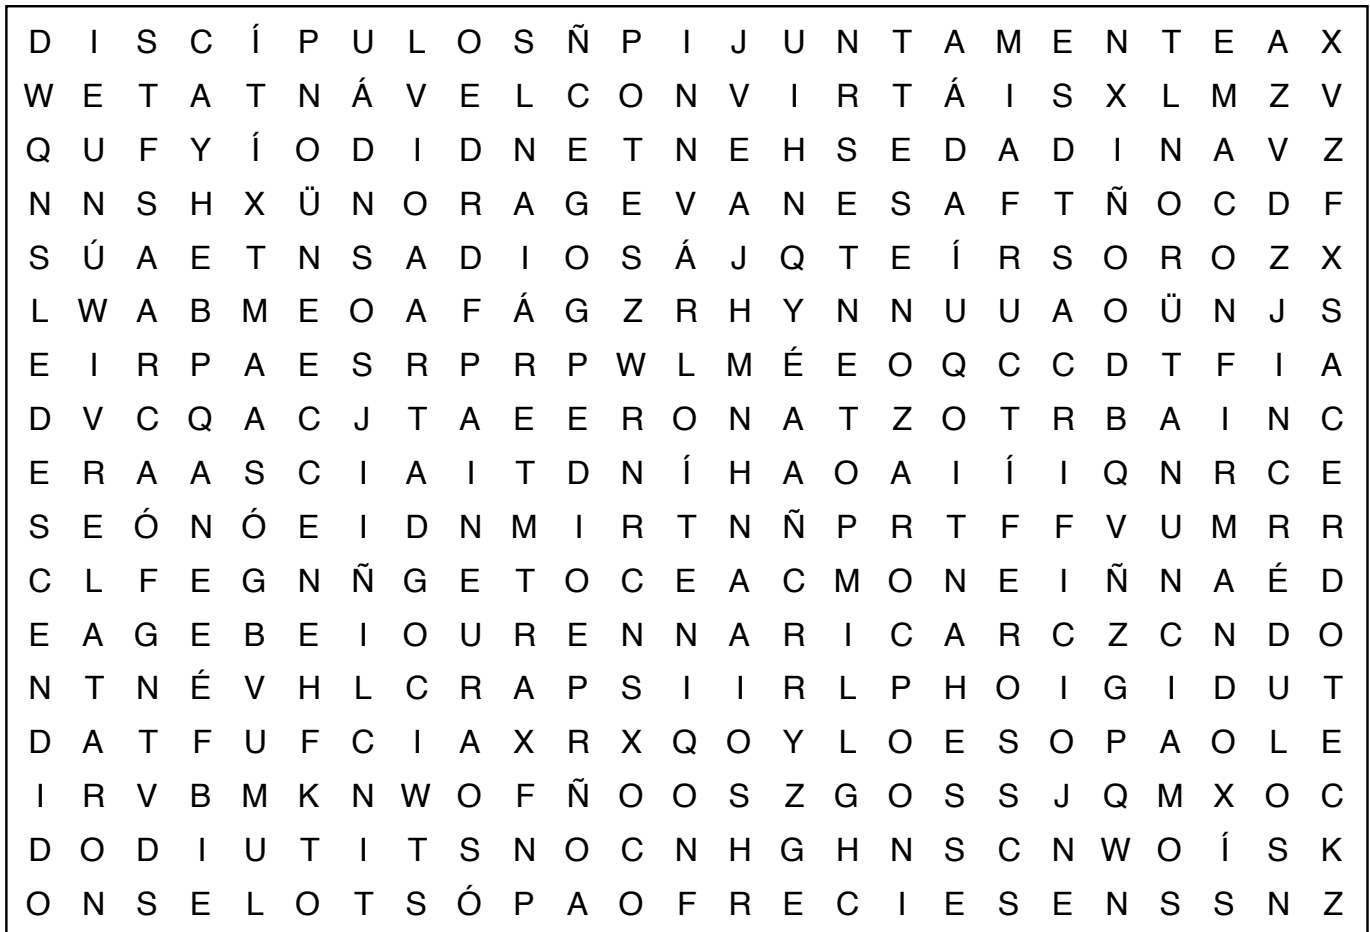 D I S C Í P U L O S Ñ P I J U N T A M E N T E A X
W E T A T N Á V E L C O N V I R T Á I S X L M Z V
Q U F Y Í O D I D N E T N E H S E D A D I N A V Z
N N S H X Ü N O R A G E V A N E S A F T Ñ O C D F
S Ú A E T N S A D I O S Á J Q T E Í R S O R O Z X
L W A B M E O A F Á G Z R H Y N N U U A O Ü N J S
E I R P A E S R P R P W L M É E O Q C C D T F I A
D V C Q A C J T A E E R O N A T Z O T R B A I N C
E R A A S C I A I T D N Í H A O A I Í I Q N R C E
S E Ó N Ó E I D N M I R T N Ñ P R T F F V U M R R
C L F E G N Ñ G E T O C E A C M O N E I Ñ N A É D
E A G E B E I O U R E N N A R I C A R C Z C N D O
N T N É V H L C R A P S I I R L P H O I G I D U T
D A T F U F C I A X R X Q O Y L O E S O P A O L E
I R V B M K N W O F Ñ O O S Z G O S S J Q M X O C
D O D I U T I T S N O C N H G H N S C N W O Í S K
O N S E L O T S Ó P A O F R E C I E S E N S S N Z